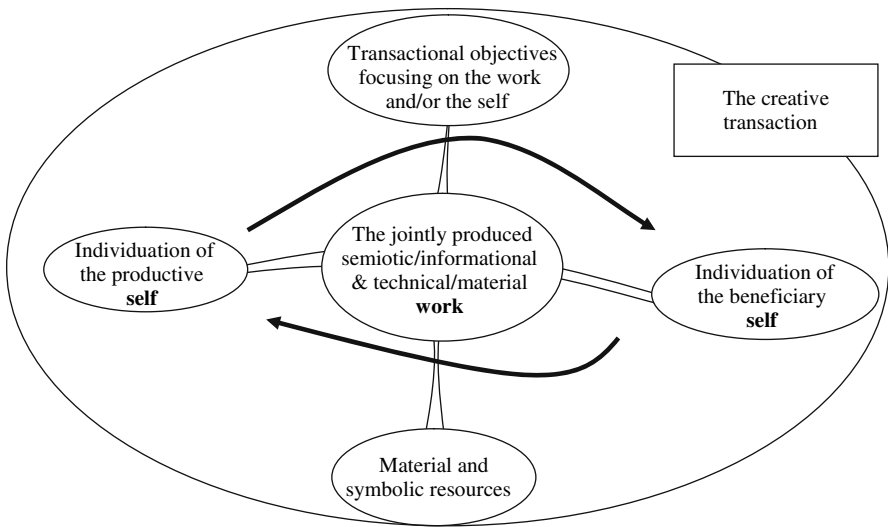 Transactional objectives
focusing on the work
and/or the self
The creative
transaction
Individuation of
the productive
self
The jointly produced
semiotic/informational
& technical/material
work
Individuation of
the beneficiary
self
Material and
symbolic resources